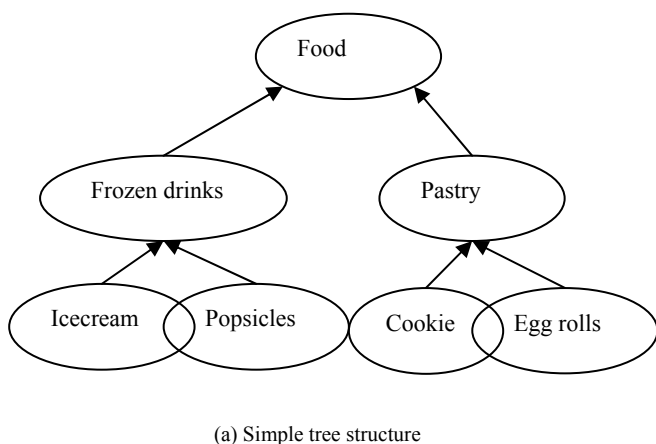 Food
Frozen drinks
Pastry
Icecream
Popsicles
Cookie
Egg rolls
(a) Simple tree structure